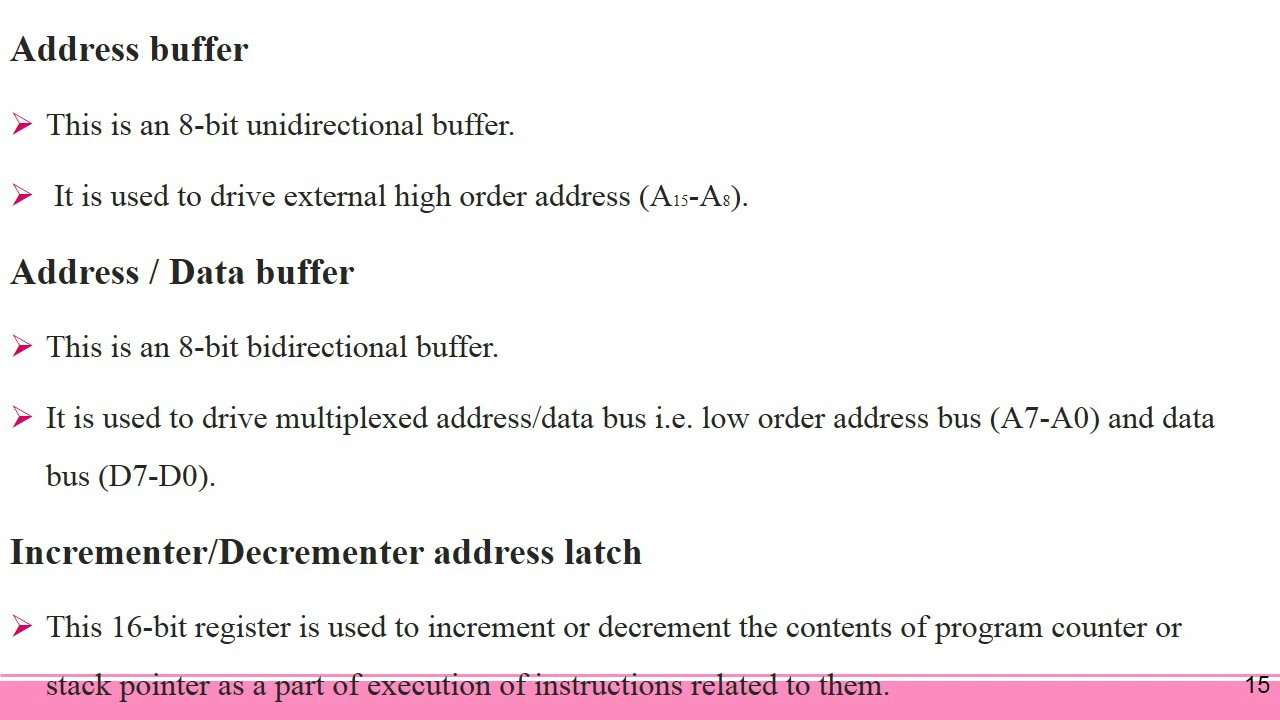 Address buffer
➢ This is an 8-bit unidirectional buffer.
➢ It is used to drive external high order address (A₁₅-A₈).
Address / Data buffer
➢ This is an 8-bit bidirectional buffer.
➢ It is used to drive multiplexed address/data bus i.e. low order address bus (A7-A0) and data
bus (D7-D0).
Incrementer/Decrementer address latch
➢ This 16-bit register is used to increment or decrement the contents of program counter or
stack pointer as a part of execution of instructions related to them.
15